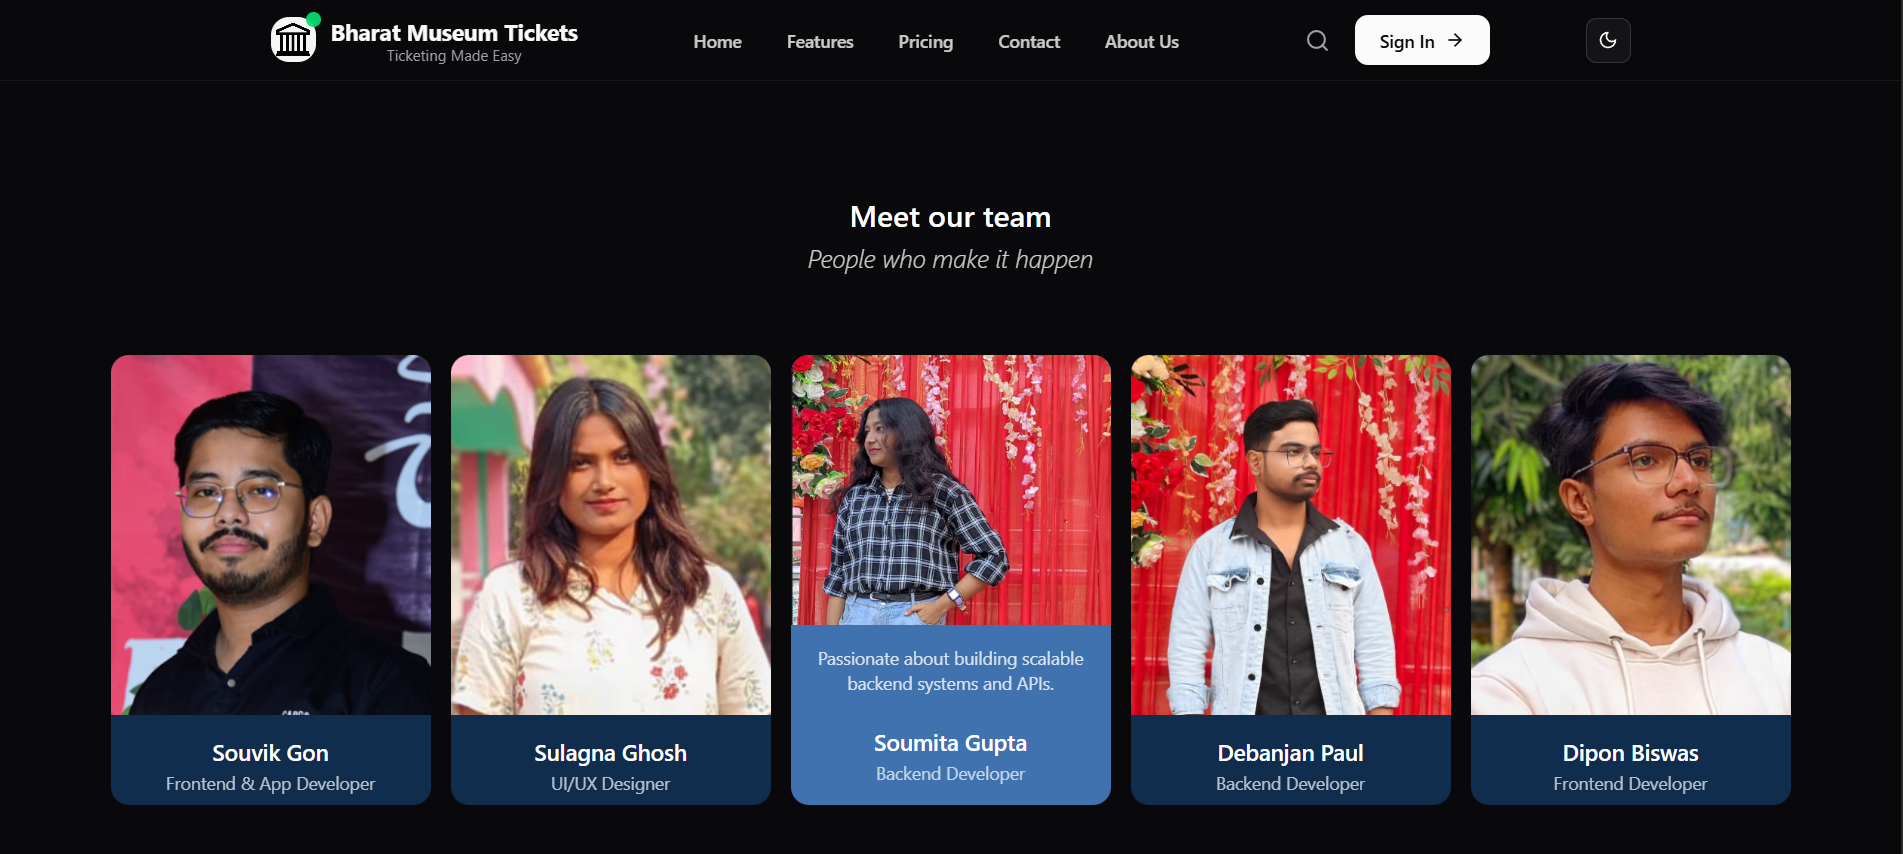 Bharat Museum Tickets
Ticketing Made Easy
Home
Features
Pricing
Contact
About Us
Sign In
Meet our team
People who make it happen
Souvik Gon
Frontend & App Developer
Sulagna Ghosh
UI/UX Designer
Passionate about building scalable
backend systems and APIs.
Soumita Gupta
Backend Developer
Debanjan Paul
Backend Developer
Dipon Biswas
Frontend Developer